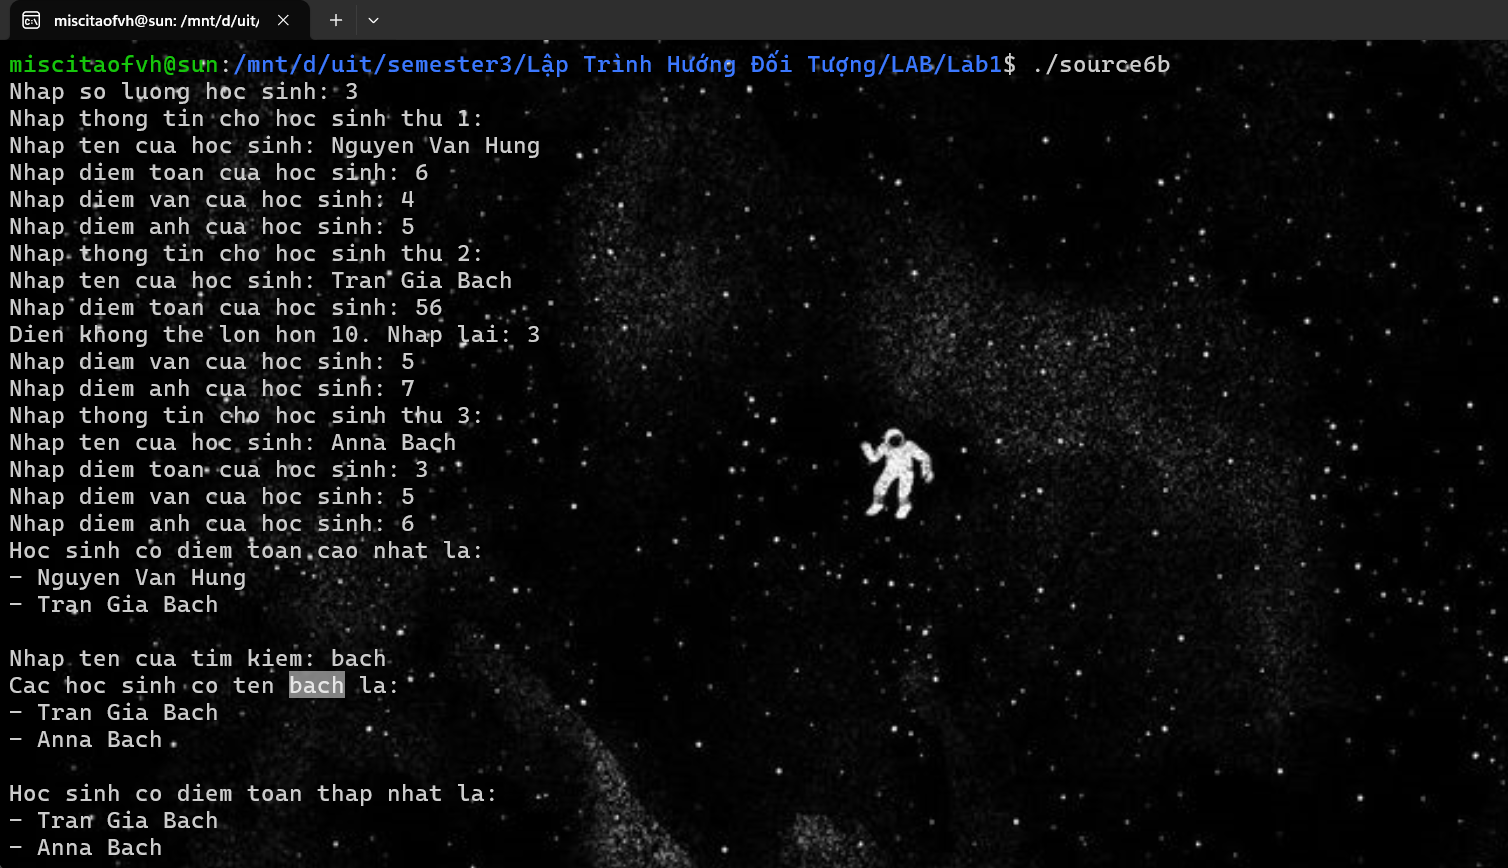 miscitaofvh@sun: /mnt/d/uit/
miscitaofvh@sun:/mnt/d/uit/semester3/Lập Trình Hướng Đối Tượng/LAB/Lab1$ ./source6b
Nhap so luong hoc sinh: 3
Nhap thong tin cho hoc sinh thu 1:
Nhap ten cua hoc sinh: Nguyen Van Hung
Nhap diem toan cua hoc sinh: 6
Nhap diem van cua hoc sinh: 4
Nhap diem anh cua hoc sinh: 5
Nhap thong tin cho hoc sinh thu 2:
Nhap ten cua hoc sinh: Tran Gia Bach
Nhap diem toan cua hoc sinh: 56
Dien khong the lon hon 10. Nhap lai: 3
Nhap diem van cua hoc sinh: 5
Nhap diem anh cua hoc sinh: 7
Nhap thong tin cho hoc sinh thu 3:
Nhap ten cua hoc sinh: Anna Bach
Nhap diem toan cua hoc sinh: 3
Nhap diem van cua hoc sinh: 5
Nhap diem anh cua hoc sinh: 6
Hoc sinh co diem toan cao nhat la:
- Nguyen Van Hung
- Tran Gia Bach

Nhap ten cua tim kiem: bach
Cac hoc sinh co ten bach la:
- Tran Gia Bach
- Anna Bach

Hoc sinh co diem toan thap nhat la:
- Tran Gia Bach
- Anna Bach